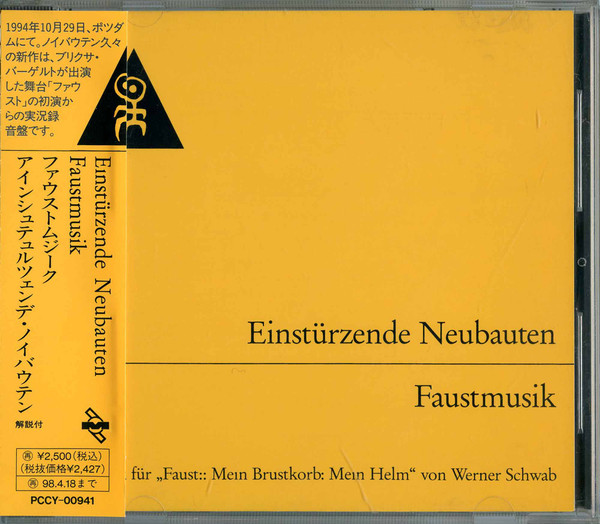 1994年10月29日、ポツダ
ムにて。ノイバウテン久々
の新作は、ブリクサ・
バーゲルトが出演
した舞台「ファウ
スト」の初演か
らの実況録
音盤です。
Einstürzende Neubauten
Faustmusik
ファウストムジーク
アインシュテュルツェンデ・ノイバウテン
解説付
再 ¥2,500(税込)
(税抜価格¥2,427)
再 98.4.18まで
PCCY-00941
Einstürzende Neubauten
Faustmusik
für „Faust:: Mein Brustkorb: Mein Helm“ von Werner Schwab